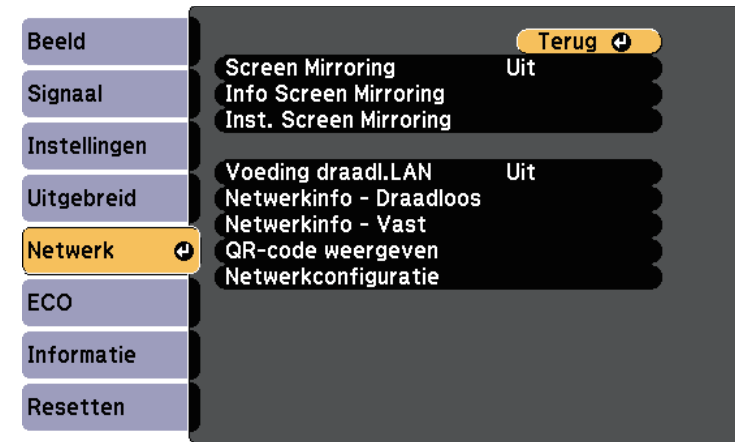 Beeld
Signaal
Instellingen
Uitgebreid
Netwerk
ECO
Informatie
Resetten
Terug
Screen Mirroring Uit
Info Screen Mirroring
Inst. Screen Mirroring
Voeding draadl.LAN Uit
Netwerkinfo - Draadloos
Netwerkinfo - Vast
QR-code weergeven
Netwerkconfiguratie